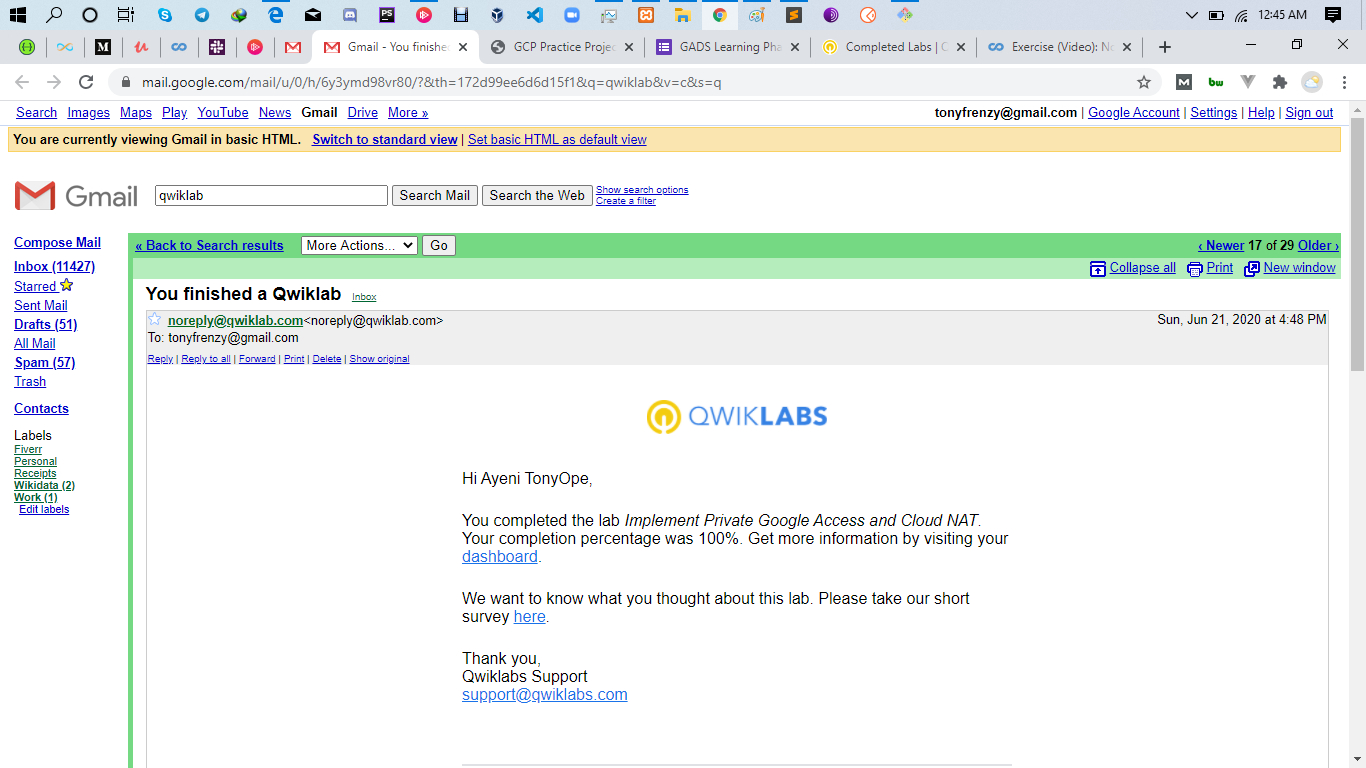 12:45 AM
Gmail - You finishe
GCP Practice Projec
GADS Learning Pha
Completed Labs | C
Exercise (Video): No
mail.google.com/mail/u/0/h/6y3ymd98vr80/?&th=172d99ee6d6d15f1&q=qwiklab&v=c&s=q
Search Images Maps Play YouTube News Gmail Drive More »
tonyfrenzy@gmail.com | Google Account | Settings | Help | Sign out
You are currently viewing Gmail in basic HTML. Switch to standard view | Set basic HTML as default view
Gmail
qwiklab
Search Mail
Search the Web
Show search options
Create a filter
Compose Mail
Inbox (11427)
Starred
Sent Mail
Drafts (51)
All Mail
Spam (57)
Trash
Contacts
Labels
Fiverr
Personal
Receipts
Wikidata (2)
Work (1)
Edit labels
« Back to Search results More Actions... Go
‹ Newer 17 of 29 Older ›
Collapse all Print New window
You finished a Qwiklab Inbox
noreply@qwiklab.com<noreply@qwiklab.com> Sun, Jun 21, 2020 at 4:48 PM
To: tonyfrenzy@gmail.com
Reply | Reply to all | Forward | Print | Delete | Show original
QWIKLABS
Hi Ayeni TonyOpe,
You completed the lab Implement Private Google Access and Cloud NAT.
Your completion percentage was 100%. Get more information by visiting your
dashboard.
We want to know what you thought about this lab. Please take our short
survey here.
Thank you,
Qwiklabs Support
support@qwiklabs.com